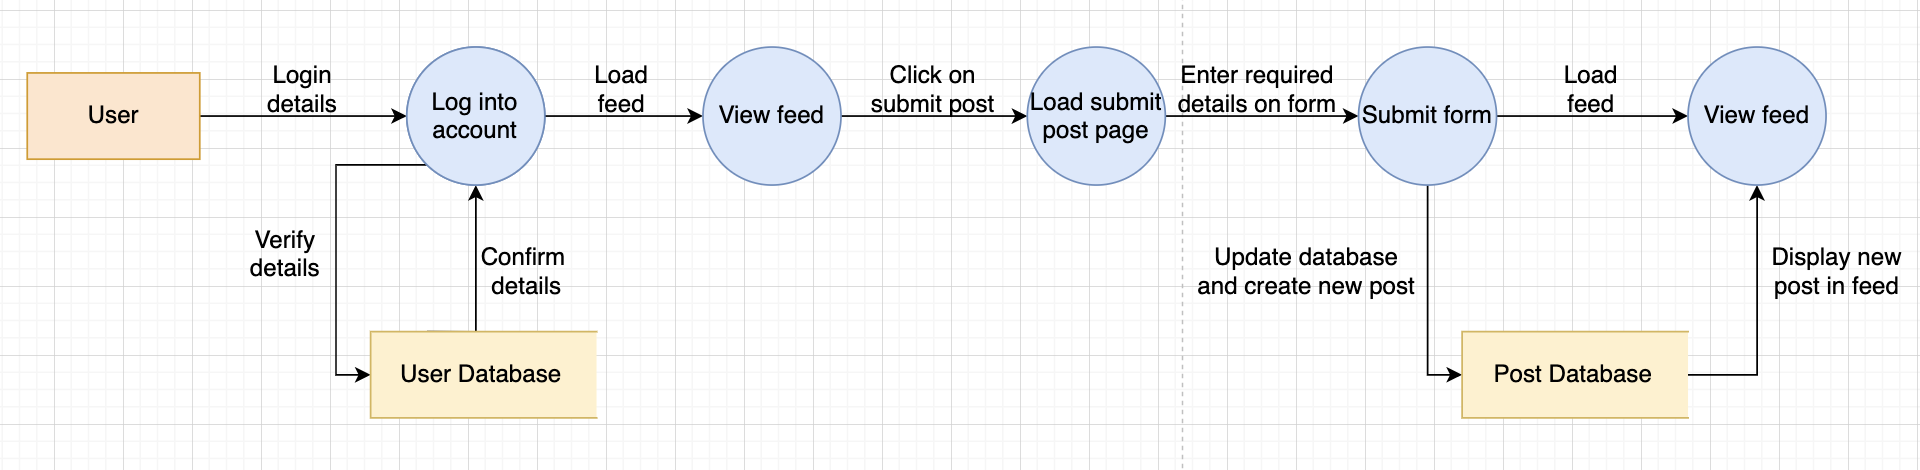 User
Login
details
Log into
account
Load
feed
View feed
Click on
submit post
Load submit
post page
Enter required
details on form
Submit form
Load
feed
View feed
Verify
details
Confirm
details
User Database
Update database
and create new post
Post Database
Display new
post in feed